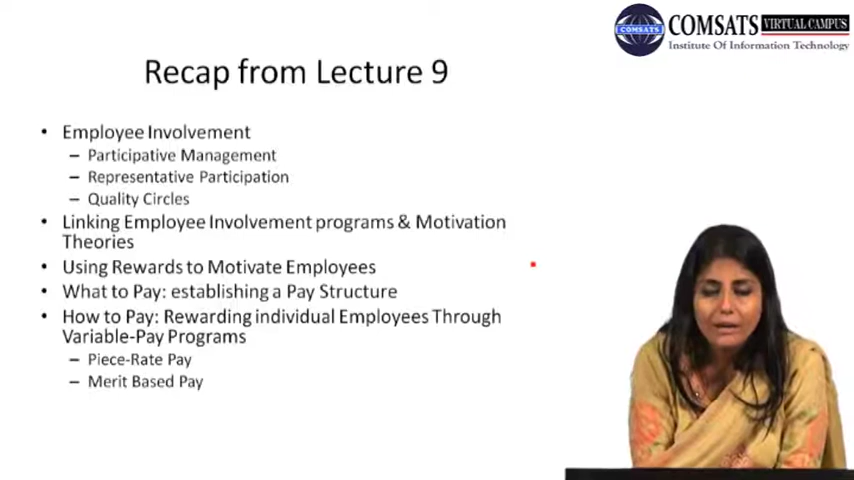 COMSATS VIRTUAL CAMPUS
COMSATS
Institute Of Information Technology
Recap from Lecture 9
• Employee Involvement
– Participative Management
– Representative Participation
– Quality Circles
• Linking Employee Involvement programs & Motivation
Theories
• Using Rewards to Motivate Employees
• What to Pay: establishing a Pay Structure
• How to Pay: Rewarding individual Employees Through
Variable-Pay Programs
– Piece-Rate Pay
– Merit Based Pay